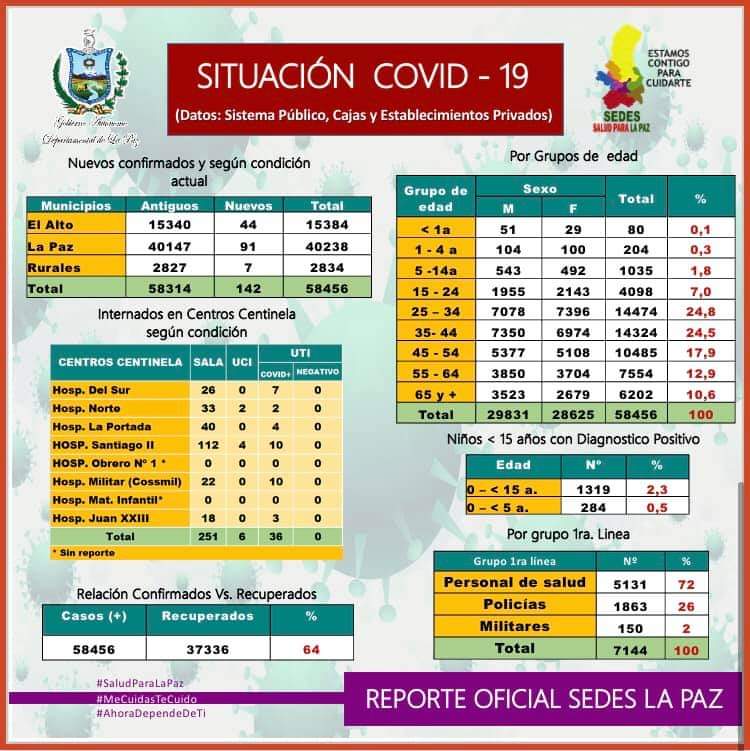 SITUACIÓN COVID - 19
(Datos: Sistema Público, Cajas y Establecimientos Privados)
Gobierno Autónomo
Departamental de La Paz
ESTAMOS
CONTIGO
PARA
CUIDARTE
SEDES
SALUD PARA LA PAZ
Nuevos confirmados y según condición
actual
Municipios Antiguos Nuevos Total
El Alto 15340 44 15384
La Paz 40147 91 40238
Rurales 2827 7 2834
Total 58314 142 58456
Internados en Centros Centinela
según condición
CENTROS CENTINELA SALA UCI UTI
COVID+ NEGATIVO
Hosp. Del Sur 26 0 7 0
Hosp. Norte 33 2 2 0
Hosp. La Portada 40 0 4 0
HOSP. Santiago II 112 4 10 0
HOSP. Obrero Nº 1 * 0 0 0 0
Hosp. Militar (Cossmil) 22 0 10 0
Hosp. Mat. Infantil* 0 0 0 0
Hosp. Juan XXIII 18 0 3 0
Total 251 6 36 0
* Sin reporte
Relación Confirmados Vs. Recuperados
Casos (+) Recuperados %
58456 37336 64
Por Grupos de edad
Grupo de edad Sexo Total %
M F
< 1a 51 29 80 0,1
1 - 4 a 104 100 204 0,3
5 -14a 543 492 1035 1,8
15 - 24 1955 2143 4098 7,0
25 – 34 7078 7396 14474 24,8
35- 44 7350 6974 14324 24,5
45 - 54 5377 5108 10485 17,9
55 - 64 3850 3704 7554 12,9
65 y + 3523 2679 6202 10,6
Total 29831 28625 58456 100
Niños < 15 años con Diagnostico Positivo
Edad Nº %
0 – < 15 a. 1319 2,3
0 – < 5 a. 284 0,5
Por grupo 1ra. Linea
Grupo 1ra línea Nº %
Personal de salud 5131 72
Policías 1863 26
Militares 150 2
Total 7144 100
#SaludParaLaPaz
#MeCuidasTeCuido
#AhoraDependeDeTi
REPORTE OFICIAL SEDES LA PAZ